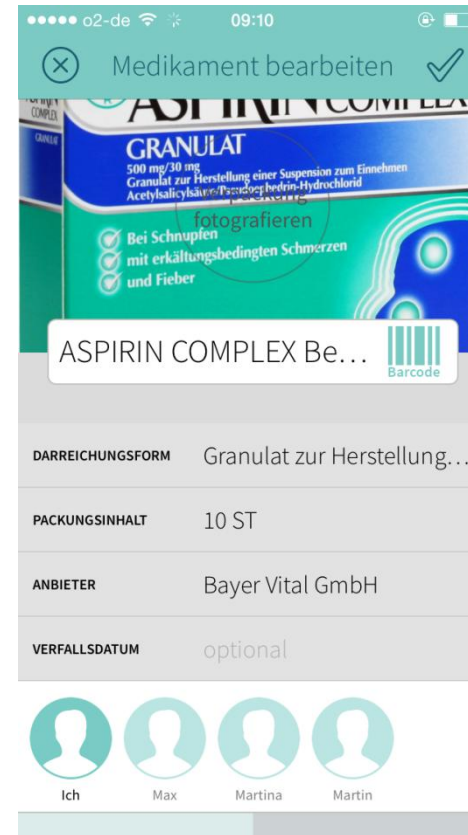 o2-de 09:10
Medikament bearbeiten
COMPLEX
ASPIRIN COMPLEX
GRANULAT
500 mg/30 mg
Granulat zur Herstellung einer Suspension zum Einnehmen
Acetylsalicylsäure/Pseudoephedrin-Hydrochlorid
Verpackung
fotografieren
Bei Schnupfen
mit erkältungsbedingten Schmerzen
und Fieber
ASPIRIN COMPLEX Be…
Barcode
DARREICHUNGSFORM Granulat zur Herstellung…
PACKUNGSINHALT 10 ST
ANBIETER Bayer Vital GmbH
VERFALLSDATUM optional
Ich Max Martina Martin